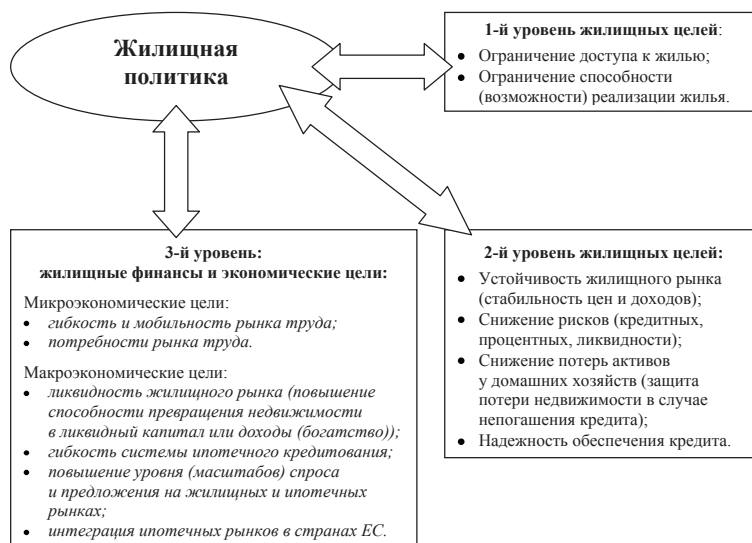 Жилищная
политика
1-й уровень жилищных целей:
• Ограничение доступа к жилью;
• Ограничение способности
(возможности) реализации жилья.
3-й уровень:
жилищные финансы и экономические цели:
Микроэкономические цели:
• гибкость и мобильность рынка труда;
• потребности рынка труда.
Макроэкономические цели:
• ликвидность жилищного рынка (повышение
способности превращения недвижимости
в ликвидный капитал или доходы (богатство));
• гибкость системы ипотечного кредитования;
• повышение уровня (масштабов) спроса
и предложения на жилищных и ипотечных
рынках;
• интеграция ипотечных рынков в странах ЕС.
2-й уровень жилищных целей:
• Устойчивость жилищного рынка
(стабильность цен и доходов);
• Снижение рисков (кредитных,
процентных, ликвидности);
• Снижение потерь активов
у домашних хозяйств (защита
потери недвижимости в случае
непогашения кредита);
• Надежность обеспечения кредита.